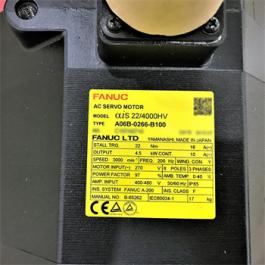 FANUC
AC SERVO MOTOR
MODEL αiS 22/4000HV
TYPE A06B-0266-B100
NO.
FANUC LTD YAMANASHI, MADE IN JAPAN
STALL TRQ. 22 Nm 16 A(~)
OUTPUT 4.5 kW CONT. 10 A(~)
SPEED 3000 min⁻¹ FREQ. 200 Hz WINDING. CON Y
MOTOR INPUT (~) 270 V 8 POLES 3 PHASES
POWER FACTOR 97 % AMB. TEMP. 0-40 °C
AMP. INPUT 400-480 V 50/60 Hz IP65
INS. SYSTEM FANUC A-200 INS. CLASS F
MANUAL B-65262 IEC60034-1 17 kg